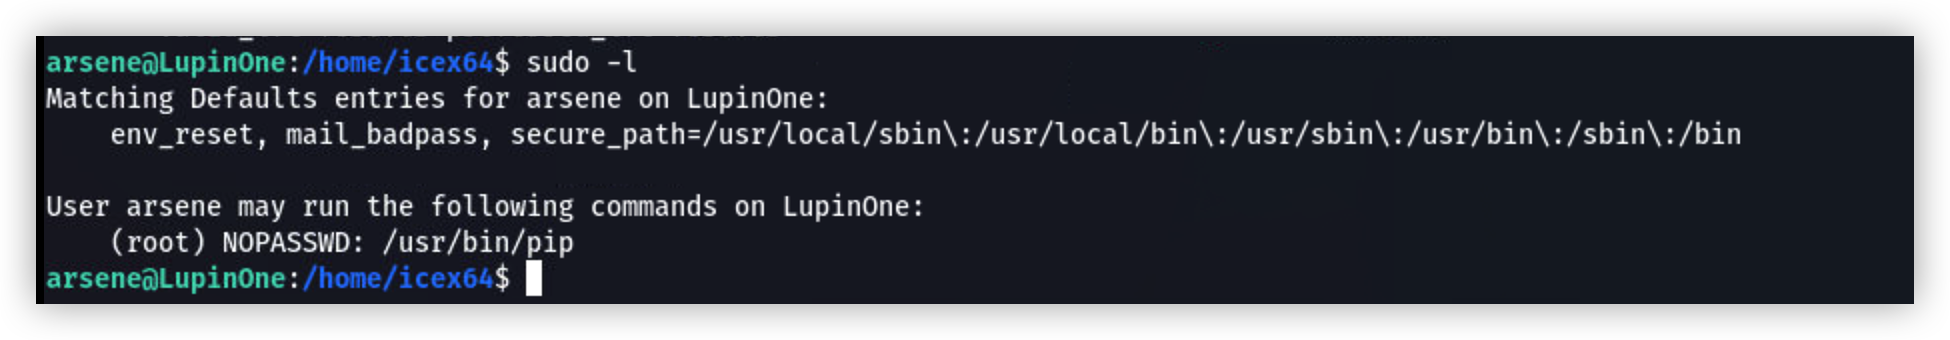 arsene@LupinOne:/home/icex64$ sudo -l
Matching Defaults entries for arsene on LupinOne:
    env_reset, mail_badpass, secure_path=/usr/local/sbin\:/usr/local/bin\:/usr/sbin\:/usr/bin\:/sbin\:/bin

User arsene may run the following commands on LupinOne:
    (root) NOPASSWD: /usr/bin/pip
arsene@LupinOne:/home/icex64$